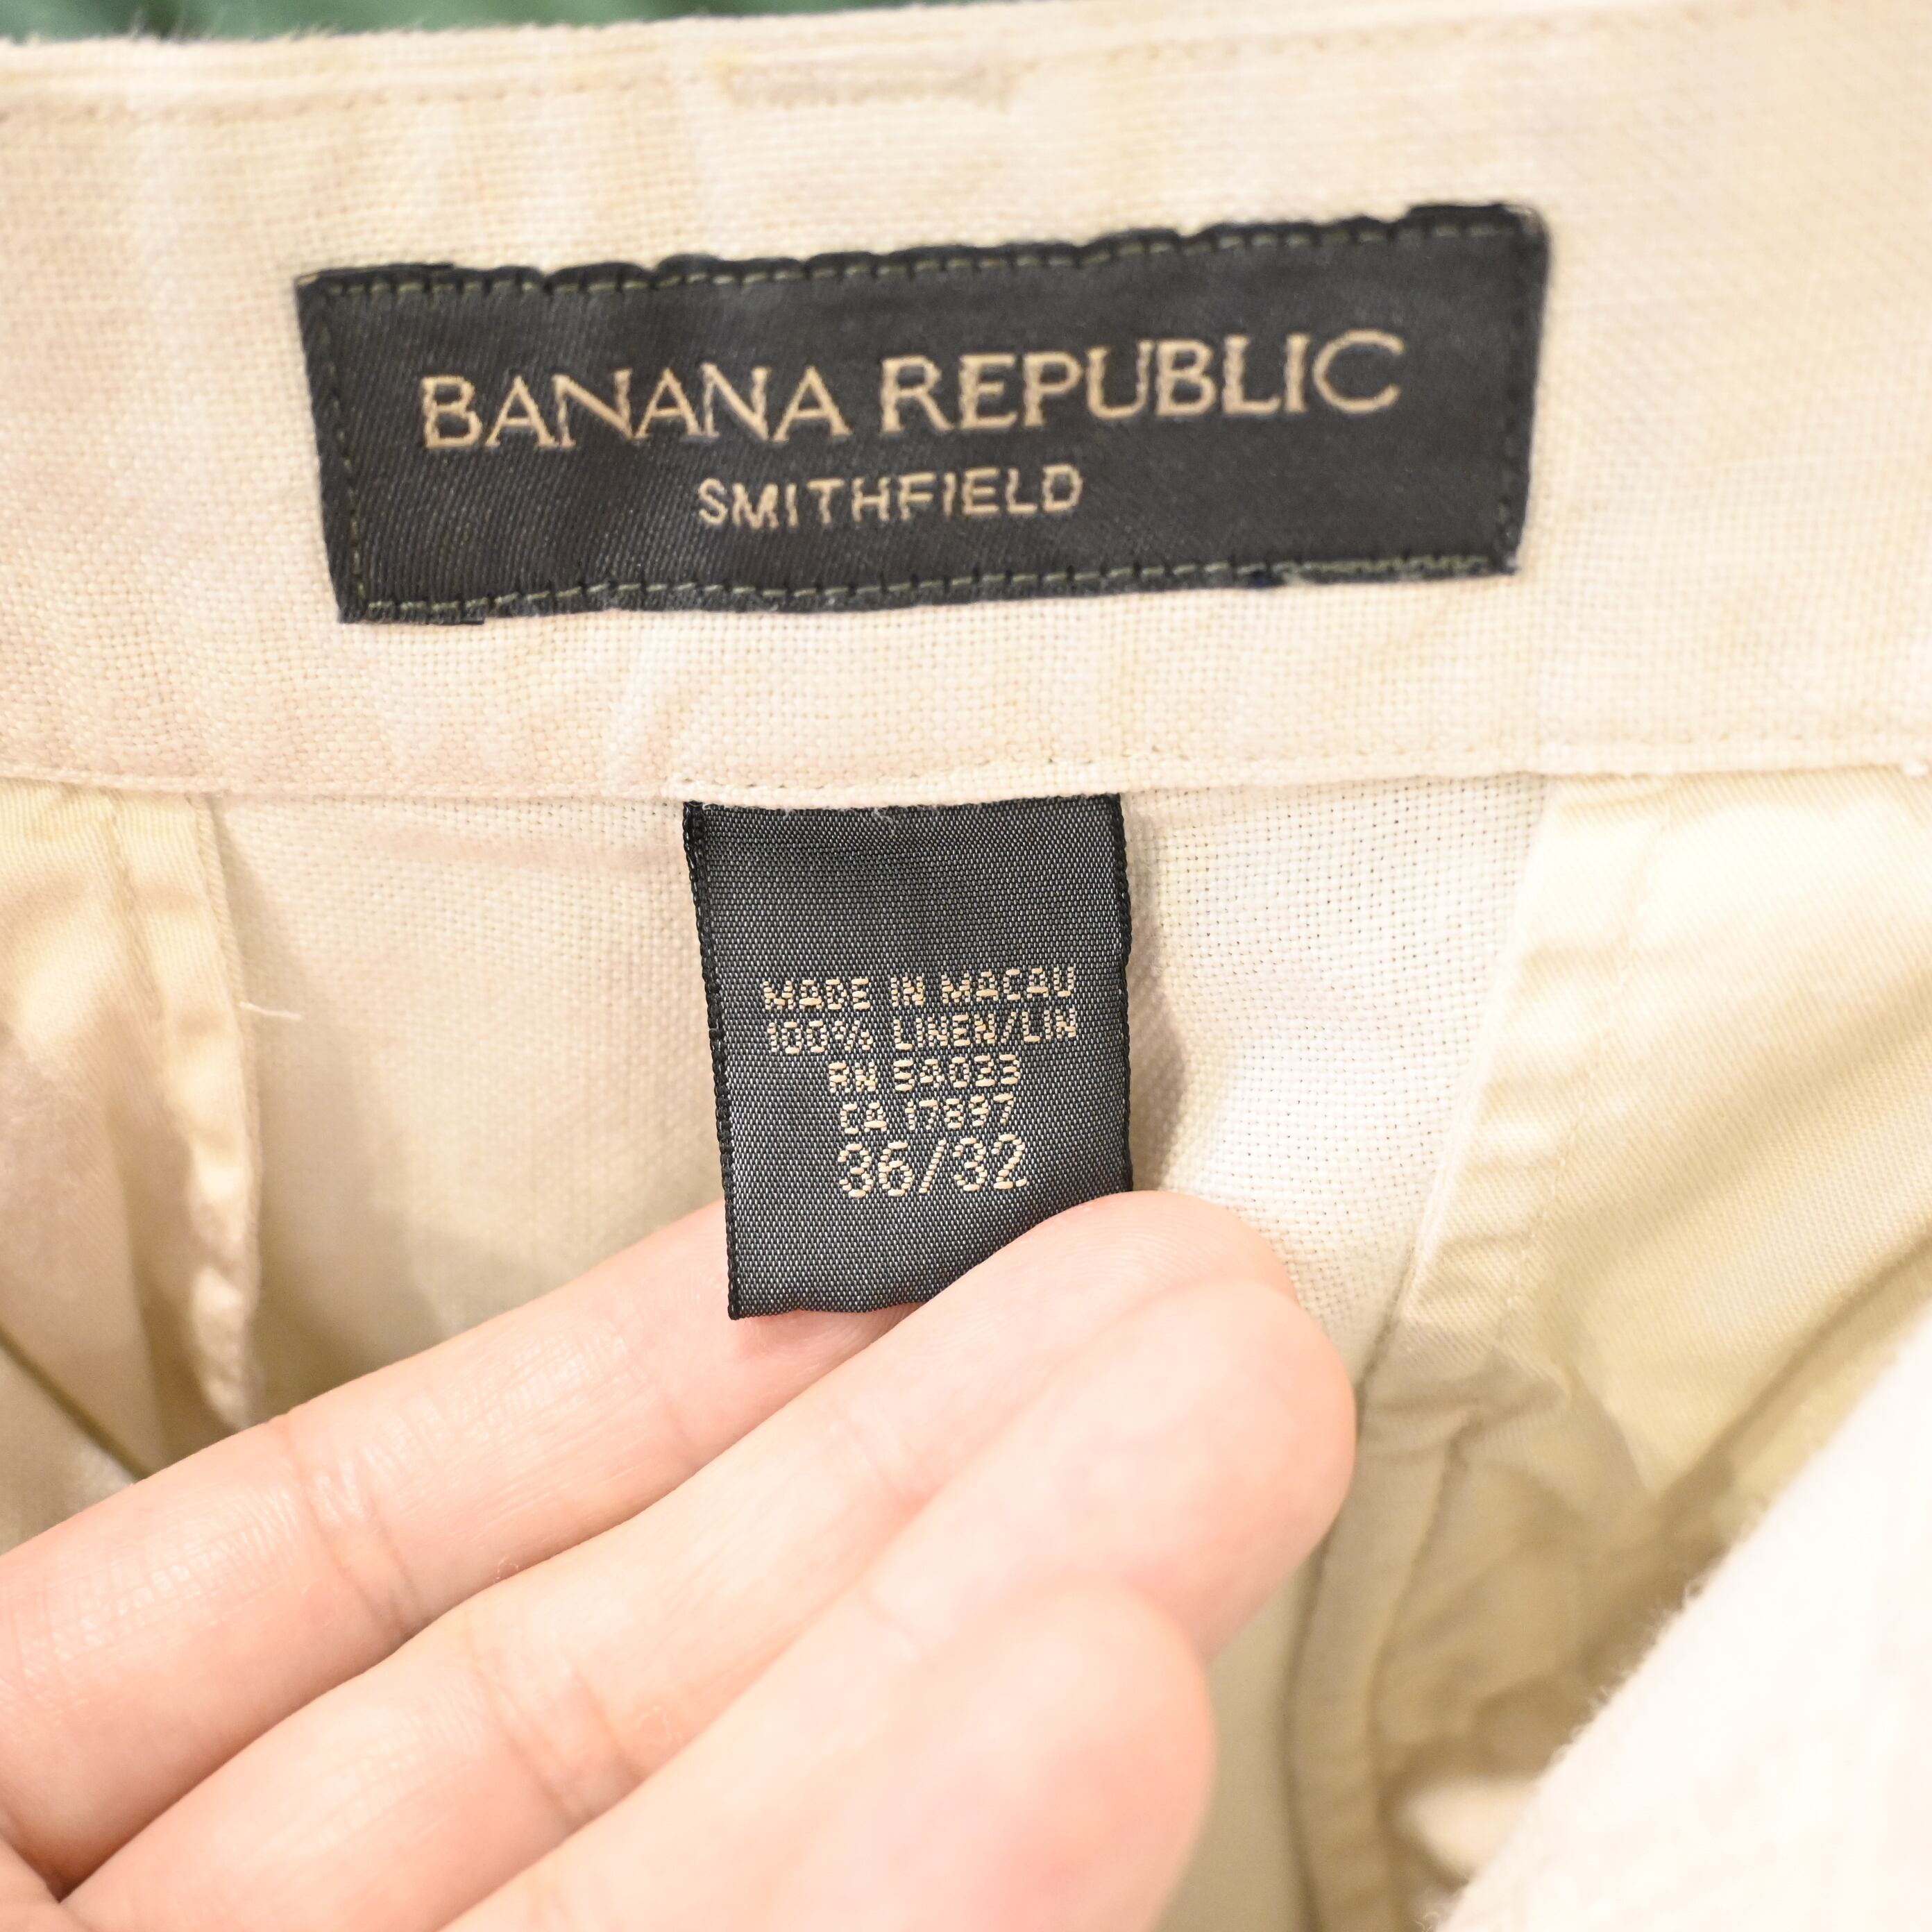 BANANA REPUBLIC
SMITHFIELD
MADE IN MACAU
100% LINEN/LIN
RN 54023
CA 17897
36/32